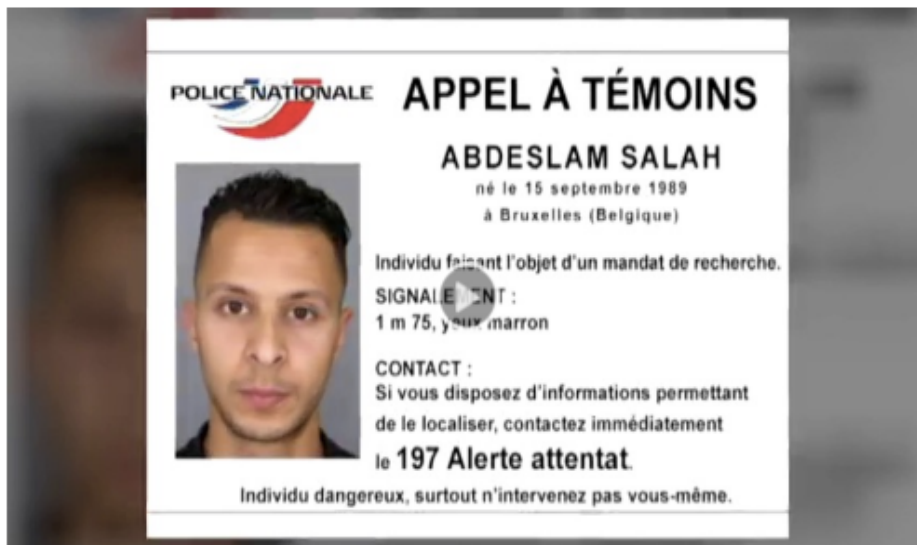 POLICE NATIONALE
APPEL À TÉMOINS
ABDESLAM SALAH
né le 15 septembre 1989
à Bruxelles (Belgique)
Individu faisant l'objet d'un mandat de recherche.
SIGNALEMENT :
1 m 75, yeux marron
CONTACT :
Si vous disposez d'informations permettant
de le localiser, contactez immédiatement
le 197 Alerte attentat.
Individu dangereux, surtout n'intervenez pas vous-même.